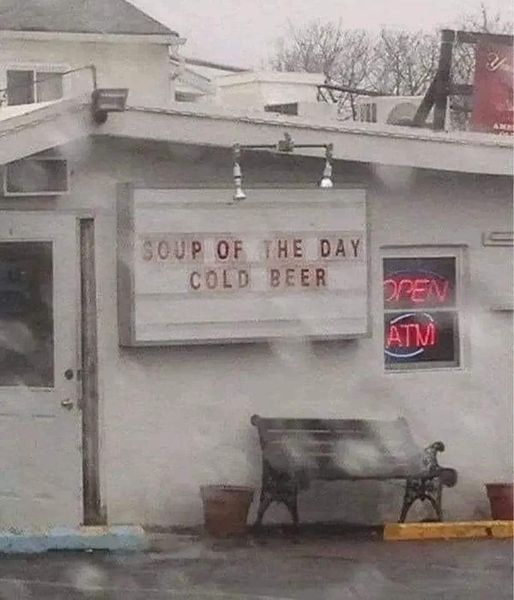 SOUP OF THE DAY
COLD BEER
OPEN
ATM